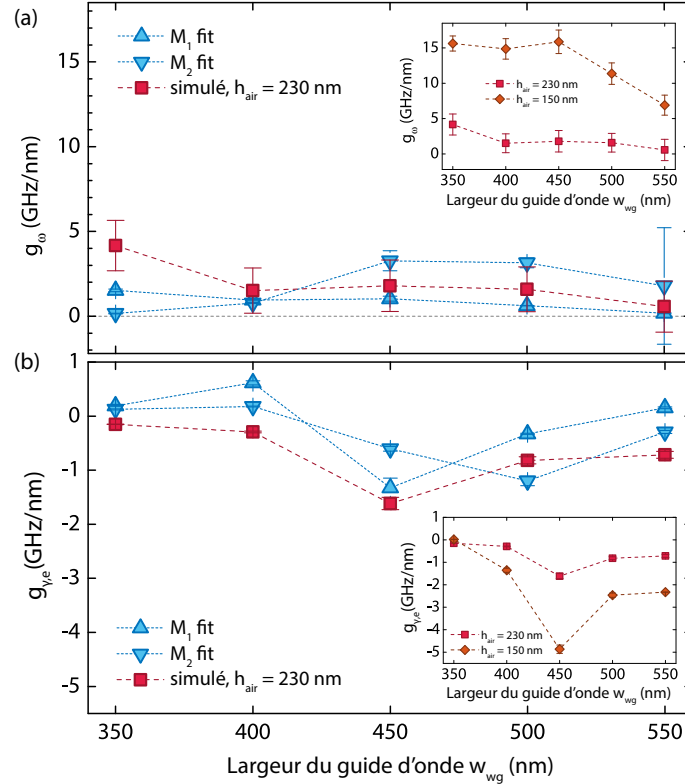 (a)
M1 fit
M2 fit
simulé, hair = 230 nm
gω (GHz/nm)
15
10
5
0
15
10
5
0
gω (GHz/nm)
hair = 230 nm
hair = 150 nm
350 400 450 500 550
Largeur du guide d'onde wwg (nm)
(b)
gγ,e (GHz/nm)
1
0
-1
-2
-3
-4
-5
M1 fit
M2 fit
simulé, hair = 230 nm
1
0
-1
-2
-3
-4
-5
gγ,e (GHz/nm)
hair = 230 nm
hair = 150 nm
350 400 450 500 550
Largeur du guide d'onde wwg (nm)
350 400 450 500 550
Largeur du guide d'onde wwg (nm)